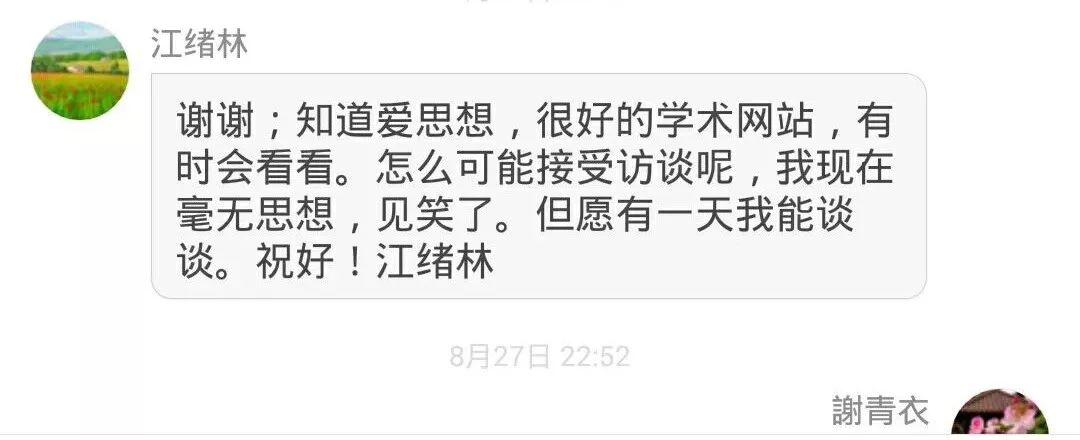 江绪林
谢谢；知道爱思想，很好的学术网站，有
时会看看。怎么可能接受访谈呢，我现在
毫无思想，见笑了。但愿有一天我能谈
谈。祝好！江绪林
8月27日 22:52
謝青衣